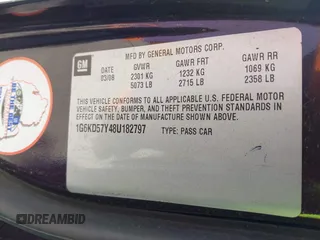 MFD BY GENERAL MOTORS CORP.
GM
DATE GVWR GAWR FRT GAWR RR
03/08 2301 KG 1232 KG 1069 KG
5073 LB 2715 LB 2358 LB
THIS VEHICLE CONFORMS TO ALL APPLICABLE U.S. FEDERAL MOTOR
VEHICLE SAFETY, BUMPER, AND THEFT PREVENTION STANDARDS IN
EFFECT ON THE DATE OF MANUFACTURE SHOWN ABOVE.
1G6KD57Y48U182797 TYPE: PASS CAR
DREAMBID